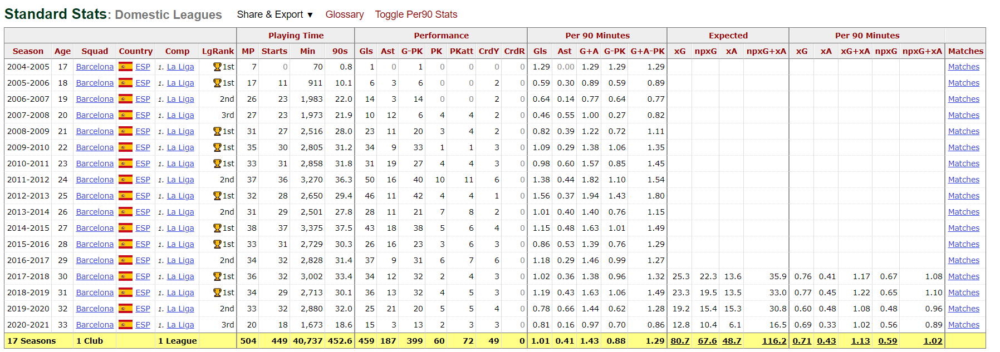 Standard Stats: Domestic Leagues Share & Export ▼ Glossary Toggle Per90 Stats
Playing Time Performance Per 90 Minutes Expected Per 90 Minutes
Season Age Squad Country Comp LgRank MP Starts Min 90s Gls Ast G-PK PK PKatt CrdY CrdR Gls Ast G+A G-PK G+A-PK xG npxG xA npxG+xA xG xA xG+xA npxG npxG+xA Matches
2004-2005 17 Barcelona ESP 1. La Liga 1st 7 0 70 0.8 1 0 1 0 0 0 0 1.29 0.00 1.29 1.29 1.29 Matches
2005-2006 18 Barcelona ESP 1. La Liga 1st 17 11 911 10.1 6 3 6 0 0 2 0 0.59 0.30 0.89 0.59 0.89 Matches
2006-2007 19 Barcelona ESP 1. La Liga 2nd 26 23 1,983 22.0 14 3 14 0 0 2 0 0.64 0.14 0.77 0.64 0.77 Matches
2007-2008 20 Barcelona ESP 1. La Liga 3rd 27 23 1,973 21.9 10 12 6 4 4 2 0 0.46 0.55 1.00 0.27 0.82 Matches
2008-2009 21 Barcelona ESP 1. La Liga 1st 31 27 2,516 28.0 23 11 20 3 4 2 0 0.82 0.39 1.22 0.72 1.11 Matches
2009-2010 22 Barcelona ESP 1. La Liga 1st 35 30 2,805 31.2 34 9 33 1 1 3 0 1.09 0.29 1.38 1.06 1.35 Matches
2010-2011 23 Barcelona ESP 1. La Liga 1st 33 31 2,858 31.8 31 19 27 4 4 3 0 0.98 0.60 1.57 0.85 1.45 Matches
2011-2012 24 Barcelona ESP 1. La Liga 2nd 37 36 3,270 36.3 50 16 40 10 11 6 0 1.38 0.44 1.82 1.10 1.54 Matches
2012-2013 25 Barcelona ESP 1. La Liga 1st 32 28 2,650 29.4 46 11 42 4 4 1 0 1.56 0.37 1.94 1.43 1.80 Matches
2013-2014 26 Barcelona ESP 1. La Liga 2nd 31 29 2,501 27.8 28 11 21 7 8 2 0 1.01 0.40 1.40 0.76 1.15 Matches
2014-2015 27 Barcelona ESP 1. La Liga 1st 38 37 3,375 37.5 43 18 38 5 6 4 0 1.15 0.48 1.63 1.01 1.49 Matches
2015-2016 28 Barcelona ESP 1. La Liga 1st 33 31 2,729 30.3 26 16 23 3 6 3 0 0.86 0.53 1.39 0.76 1.29 Matches
2016-2017 29 Barcelona ESP 1. La Liga 2nd 34 32 2,828 31.4 37 9 31 6 7 6 0 1.18 0.29 1.46 0.99 1.27 Matches
2017-2018 30 Barcelona ESP 1. La Liga 1st 36 32 3,002 33.4 34 12 32 2 4 3 0 1.02 0.36 1.38 0.96 1.32 25.3 22.3 13.6 35.9 0.76 0.41 1.17 0.67 1.08 Matches
2018-2019 31 Barcelona ESP 1. La Liga 1st 34 29 2,713 30.1 36 13 32 4 5 3 0 1.19 0.43 1.63 1.06 1.49 23.3 19.5 13.5 33.0 0.77 0.45 1.22 0.65 1.10 Matches
2019-2020 32 Barcelona ESP 1. La Liga 2nd 33 32 2,880 32.0 25 21 20 5 5 4 0 0.78 0.66 1.44 0.62 1.28 19.2 15.4 15.3 30.8 0.60 0.48 1.08 0.48 0.96 Matches
2020-2021 33 Barcelona ESP 1. La Liga 3rd 20 18 1,673 18.6 15 3 13 2 3 3 0 0.81 0.16 0.97 0.70 0.86 12.8 10.4 6.1 16.5 0.69 0.33 1.02 0.56 0.89 Matches
17 Seasons 1 Club 1 League 504 449 40,737 452.6 459 187 399 60 72 49 0 1.01 0.41 1.43 0.88 1.29 80.7 67.6 48.7 116.2 0.71 0.43 1.13 0.59 1.02